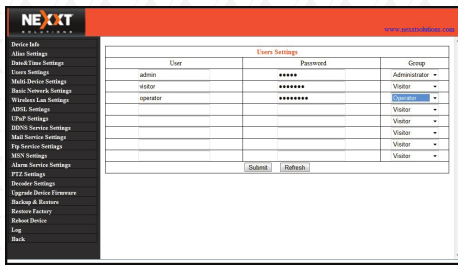 NEXXT
SOLUTIONS
www.nexxtsolutions.com
Device Info
Alias Settings
Date&Time Settings
Users Settings
Multi-Device Settings
Basic Network Settings
Wireless Lan Settings
ADSL Settings
UPnP Settings
DDNS Service Settings
Mail Service Settings
Ftp Service Settings
MSN Settings
Alarm Service Settings
PTZ Settings
Decoder Settings
Upgrade Device Firmware
Backup & Restore
Restore Factory
Reboot Device
Log
Back
Users Settings
User Password Group
admin ••••• Administrator
visitor ••••••• Visitor
operator •••••••• Operator
Visitor
Visitor
Visitor
Visitor
Visitor
Submit Refresh